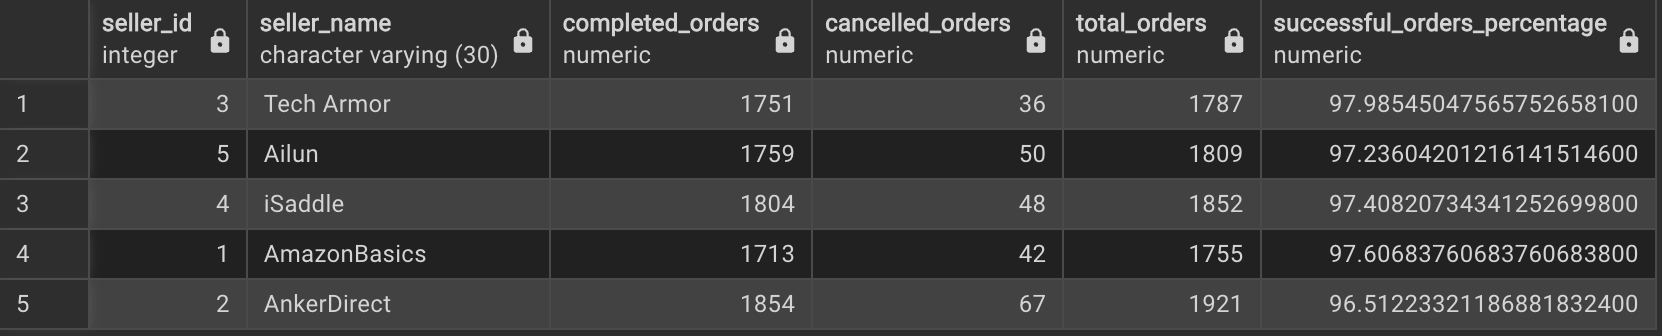 seller_id seller_name completed_orders cancelled_orders total_orders successful_orders_percentage
integer character varying (30) numeric numeric numeric numeric
1 3 Tech Armor 1751 36 1787 97.98545047565752658100
2 5 Ailun 1759 50 1809 97.23604201216141514600
3 4 iSaddle 1804 48 1852 97.40820734341252699800
4 1 AmazonBasics 1713 42 1755 97.60683760683760683800
5 2 AnkerDirect 1854 67 1921 96.51223321186881832400